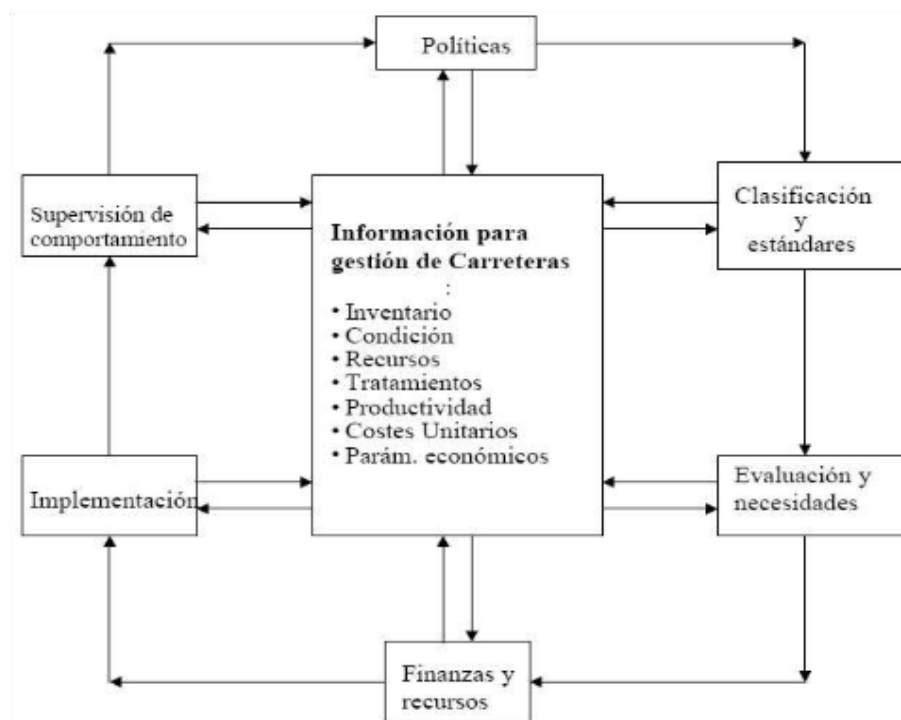 Políticas
Supervisión de
comportamiento
Información para
gestión de Carreteras
:
• Inventario
• Condición
• Recursos
• Tratamientos
• Productividad
• Costes Unitarios
• Parám. económicos
Clasificación
y
estándares
Implementación
Evaluación y
necesidades
Finanzas y
recursos